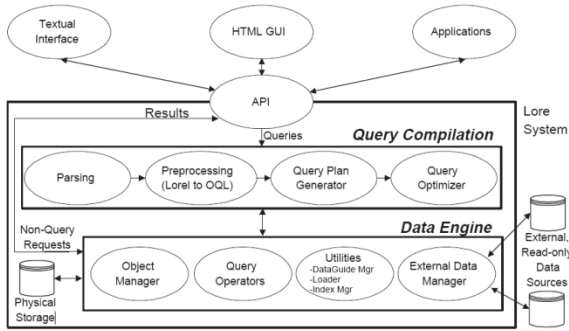 Textual
Interface
HTML GUI
Applications
API
Results
Queries
Lore
System
Query Compilation
Parsing
Preprocessing
(Lorel to OQL)
Query Plan
Generator
Query
Optimizer
Non-Query
Requests
Data Engine
Object
Manager
Query
Operators
Utilities
-DataGuide Mgr
-Loader
-Index Mgr
External Data
Manager
Physical
Storage
External,
Read-only
Data
Sources